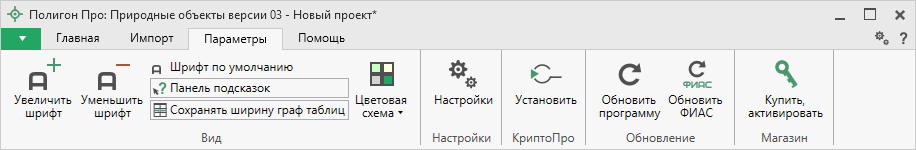 Полигон Про: Природные объекты версии 03 - Новый проект*
Главная Импорт Параметры Помощь
?
Увеличить
шрифт
Уменьшить
шрифт
Шрифт по умолчанию
Панель подсказок
Сохранять ширину граф таблиц
Цветовая
схема
Настройки
Установить
Обновить
программу
ФИАС
Обновить
ФИАС
Купить,
активировать
Вид Настройки КриптоПро Обновление Магазин